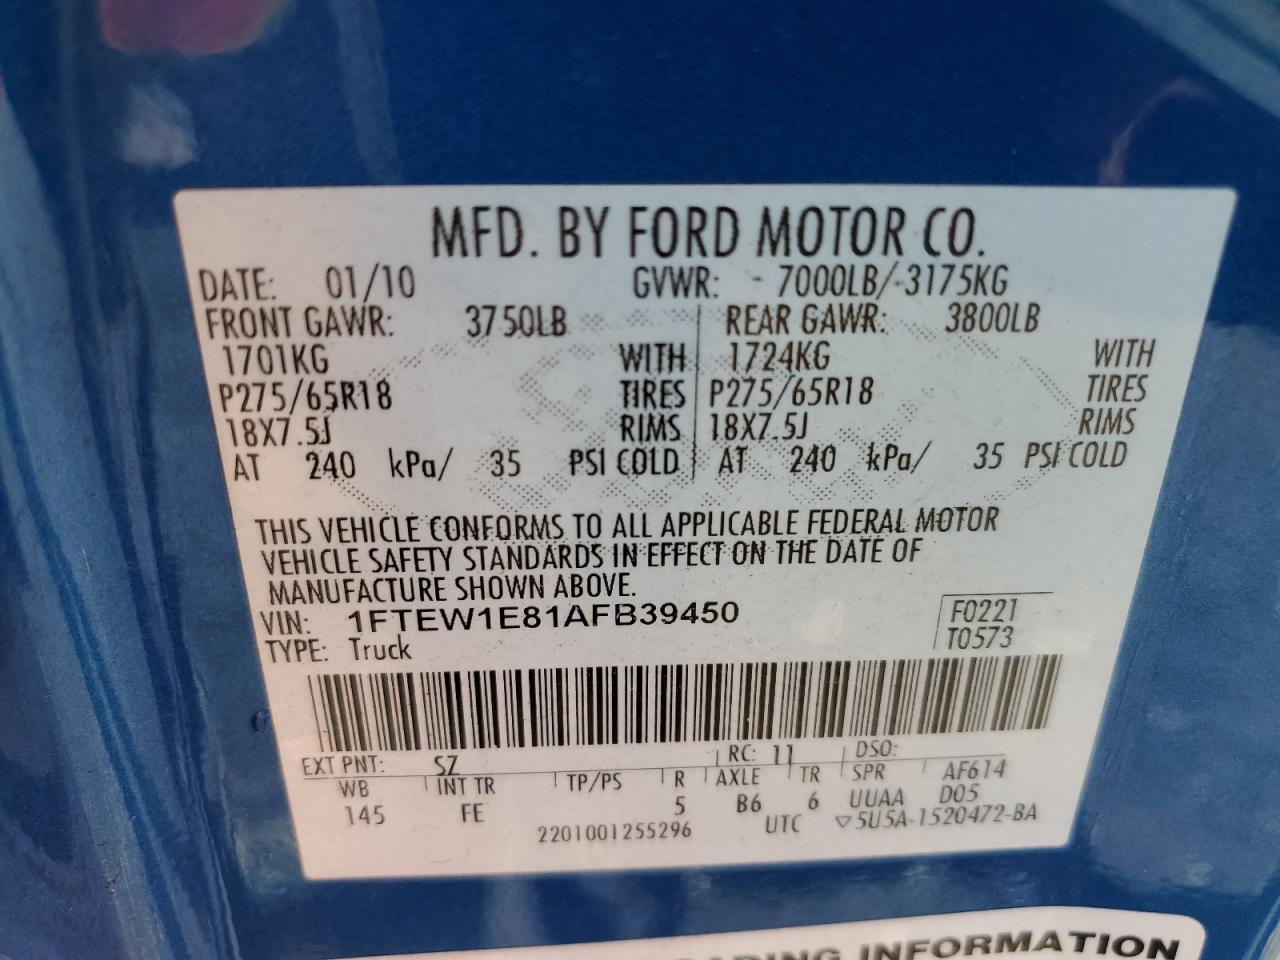 MFD. BY FORD MOTOR CO.
DATE: 01/10 GVWR: - 7000LB/-3175KG
FRONT GAWR: 3750LB REAR GAWR: 3800LB
1701KG WITH 1724KG WITH
P275/65R18 TIRES P275/65R18 TIRES
18X7.5J RIMS 18X7.5J RIMS
AT 240 kPa/ 35 PSI COLD AT 240 kPa/ 35 PSI COLD
THIS VEHICLE CONFORMS TO ALL APPLICABLE FEDERAL MOTOR
VEHICLE SAFETY STANDARDS IN EFFECT ON THE DATE OF
MANUFACTURE SHOWN ABOVE.
VIN: 1FTEW1E81AFB39450 F0221
TYPE: Truck T0573
EXT PNT: SZ RC: 11 DSO:
WB INT TR TP/PS R AXLE TR SPR AF614
145 FE 5 B6 6 UUAA D05
2201001255296 UTC ▽5U5A-1520472-BA
INFORMATION